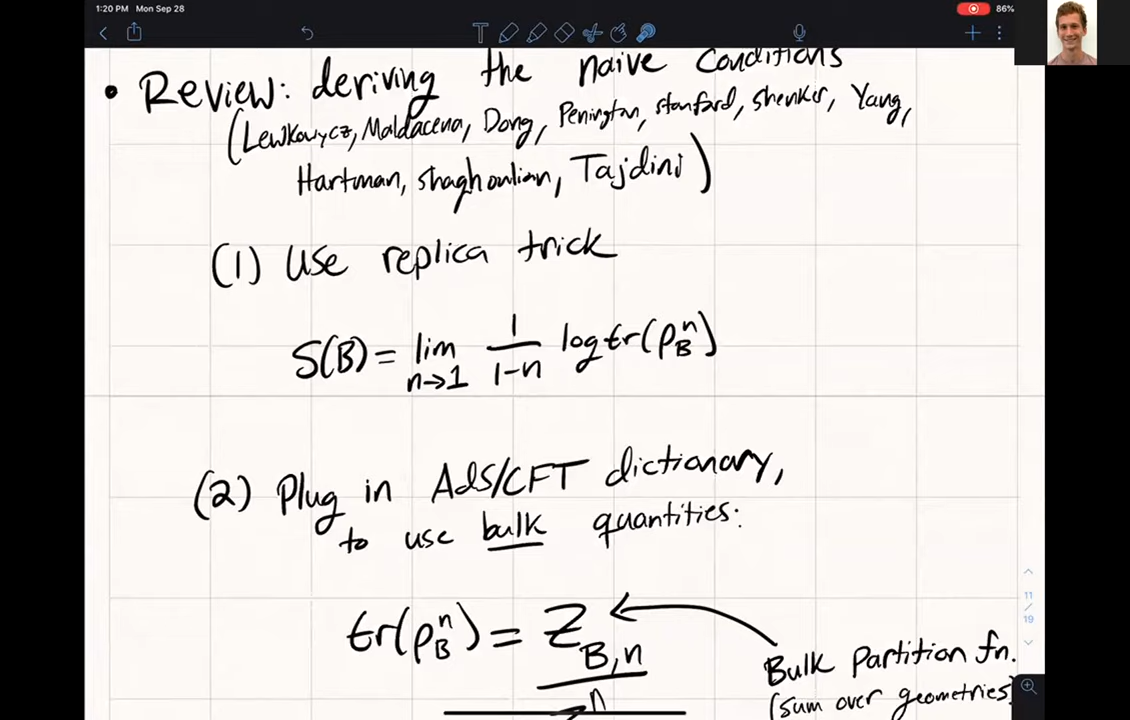 1:20 PM Mon Sep 28
86%
• Review: deriving the naive conditions
(Lewkowycz, Maldacena, Dong, Penington, Stanford, Shenker, Yang,
Hartman, Shaghoulian, Tajdini)
(1) Use replica trick
S(B) = lim n→1 1/1-n log tr(ρ_B^n)
(2) Plug in AdS/CFT dictionary,
to use bulk quantities:
tr(ρ_B^n) = Z_B,n
n
Bulk Partition fn.
(sum over geometries
11
/
19